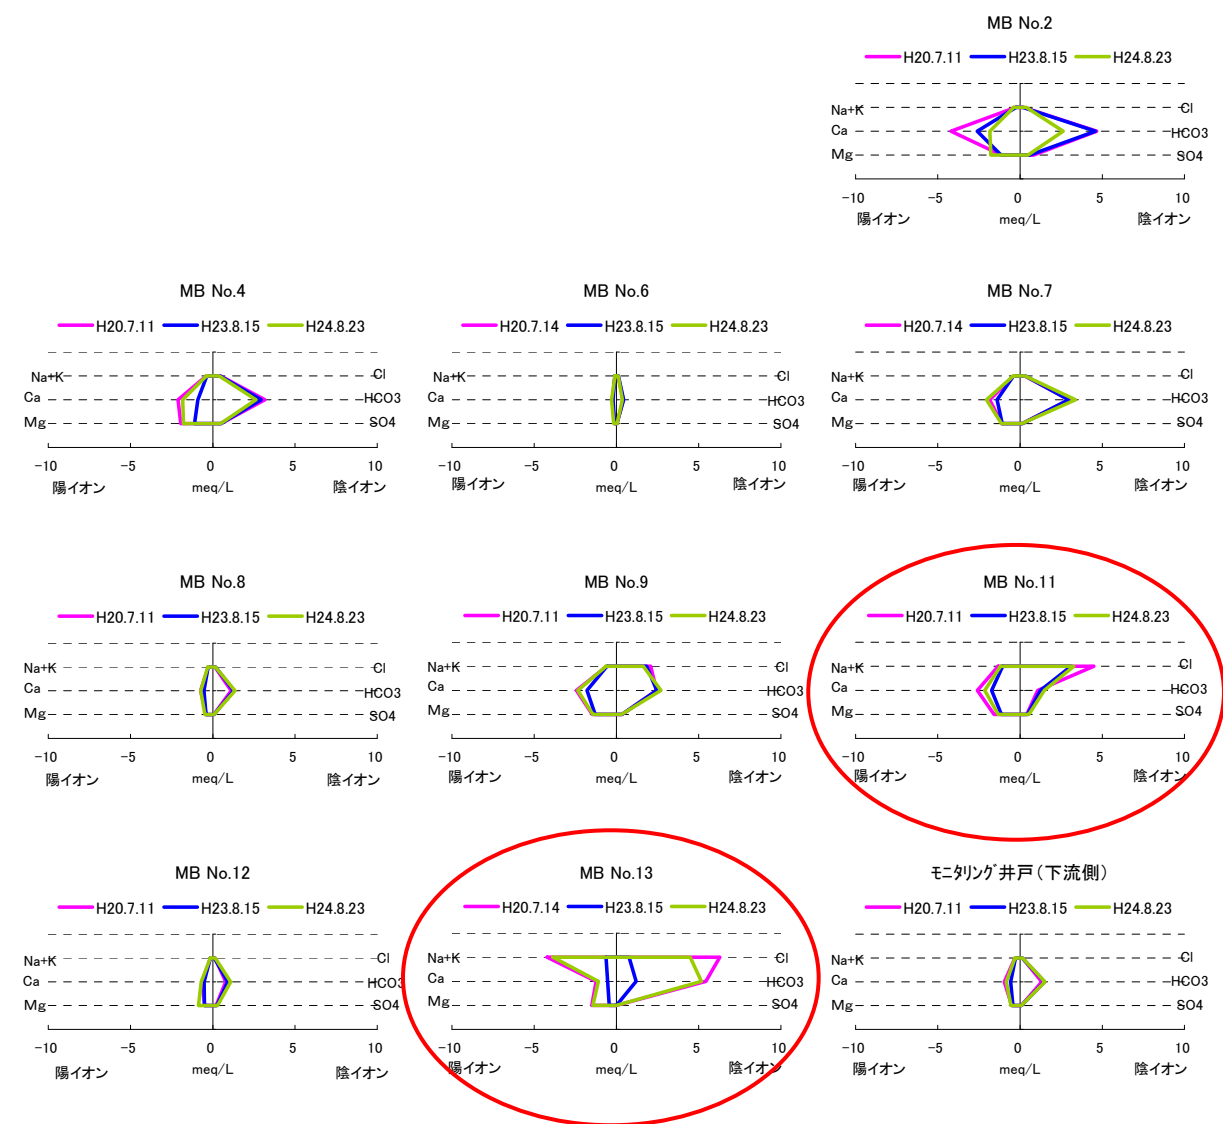 MB No.2
H20.7.11 H23.8.15 H24.8.23
Na+K Cl
Ca HCO3
Mg SO4
-10 -5 0 5 10
陽イオン meq/L 陰イオン
MB No.4
H20.7.11 H23.8.15 H24.8.23
Na+K Cl
Ca HCO3
Mg SO4
-10 -5 0 5 10
陽イオン meq/L 陰イオン
MB No.6
H20.7.14 H23.8.15 H24.8.23
Na+K Cl
Ca HCO3
Mg SO4
-10 -5 0 5 10
陽イオン meq/L 陰イオン
MB No.7
H20.7.14 H23.8.15 H24.8.23
Na+K Cl
Ca HCO3
Mg SO4
-10 -5 0 5 10
陽イオン meq/L 陰イオン
MB No.8
H20.7.11 H23.8.15 H24.8.23
Na+K Cl
Ca HCO3
Mg SO4
-10 -5 0 5 10
陽イオン meq/L 陰イオン
MB No.9
H20.7.11 H23.8.15 H24.8.23
Na+K Cl
Ca HCO3
Mg SO4
-10 -5 0 5 10
陽イオン meq/L 陰イオン
MB No.11
H20.7.11 H23.8.15 H24.8.23
Na+K Cl
Ca HCO3
Mg SO4
-10 -5 0 5 10
陽イオン meq/L 陰イオン
MB No.12
H20.7.11 H23.8.15 H24.8.23
Na+K Cl
Ca HCO3
Mg SO4
-10 -5 0 5 10
陽イオン meq/L 陰イオン
MB No.13
H20.7.14 H23.8.15 H24.8.23
Na+K Cl
Ca HCO3
Mg SO4
-10 -5 0 5 10
陽イオン meq/L 陰イオン
ﾓﾆﾀﾘﾝｸﾞ井戸(下流側)
H20.7.11 H23.8.15 H24.8.23
Na+K Cl
Ca HCO3
Mg SO4
-10 -5 0 5 10
陽イオン meq/L 陰イオン